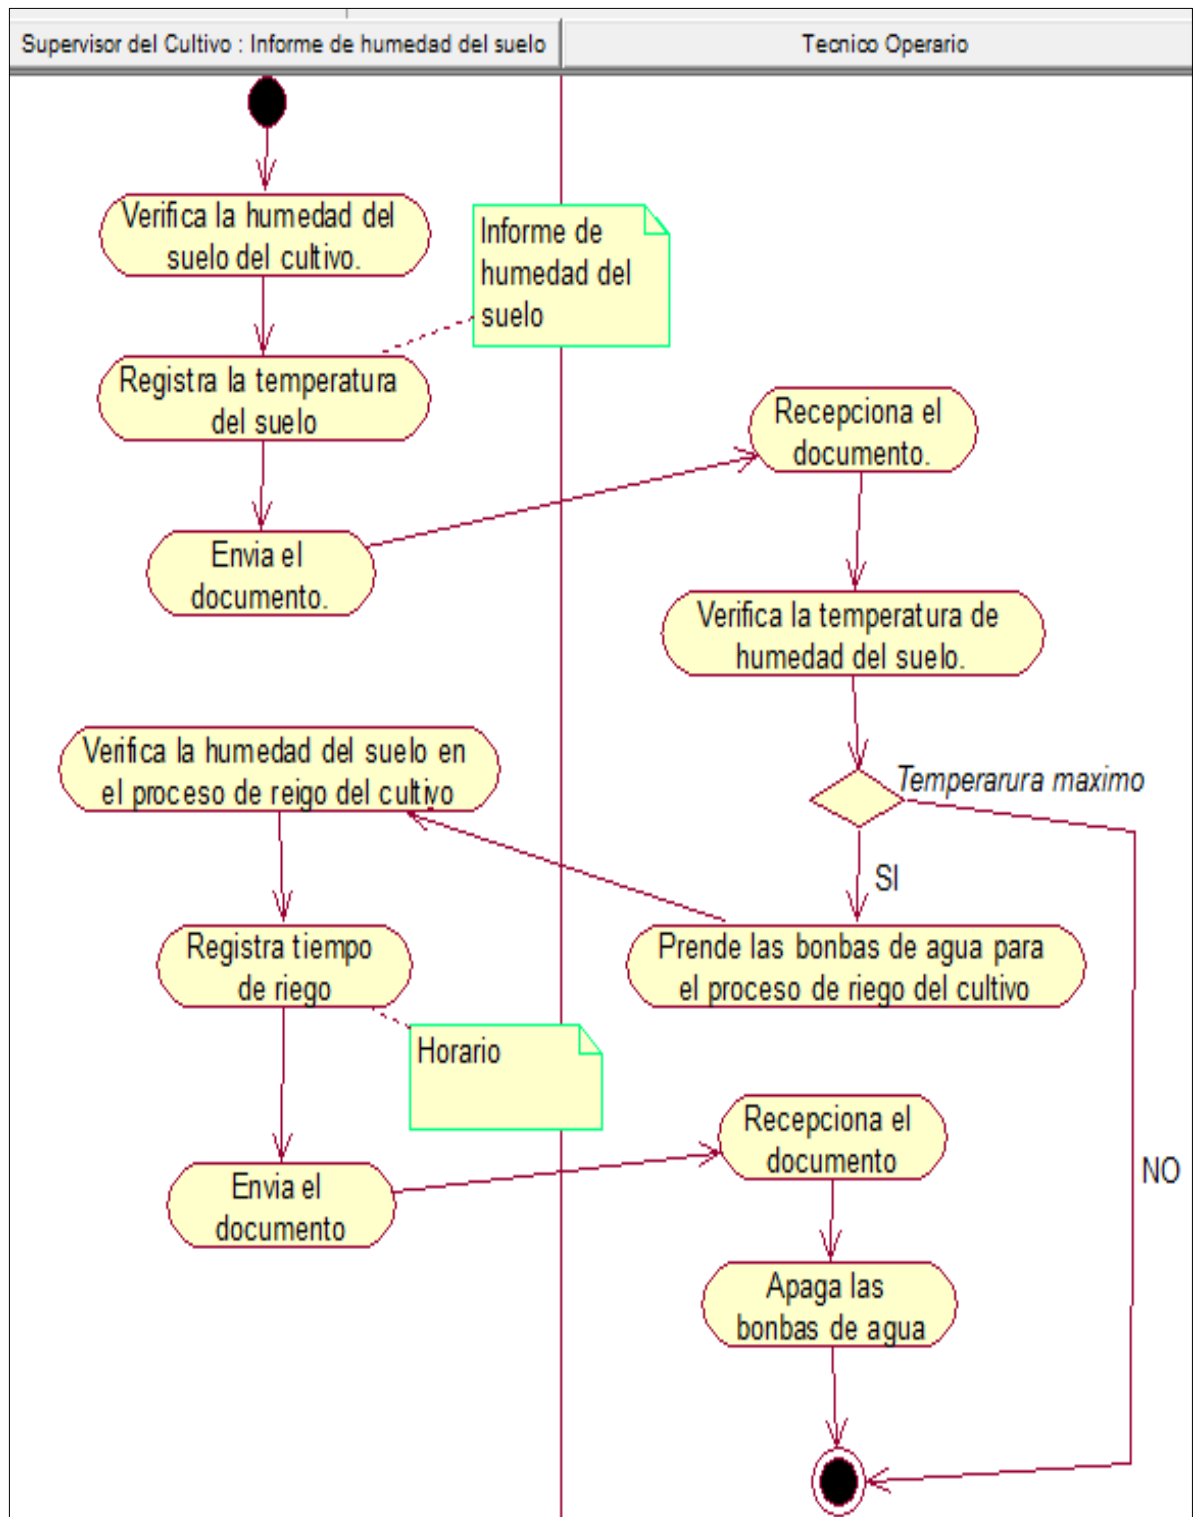 Supervisor del Cultivo : Informe de humedad del suelo
Tecnico Operario
Verifica la humedad del
suelo del cultivo.
Informe de
humedad del
suelo
Registra la temperatura
del suelo
Recepciona el
documento.
Envia el
documento.
Verifica la temperatura de
humedad del suelo.
Temperarura maximo
SI
NO
Prende las bonbas de agua para
el proceso de riego del cultivo
Verifica la humedad del suelo en
el proceso de reigo del cultivo
Registra tiempo
de riego
Horario
Envia el
documento
Recepciona el
documento
Apaga las
bonbas de agua